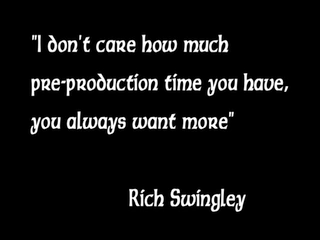 "I don't care how much
pre-production time you have,
you always want more"
Rich Swingley